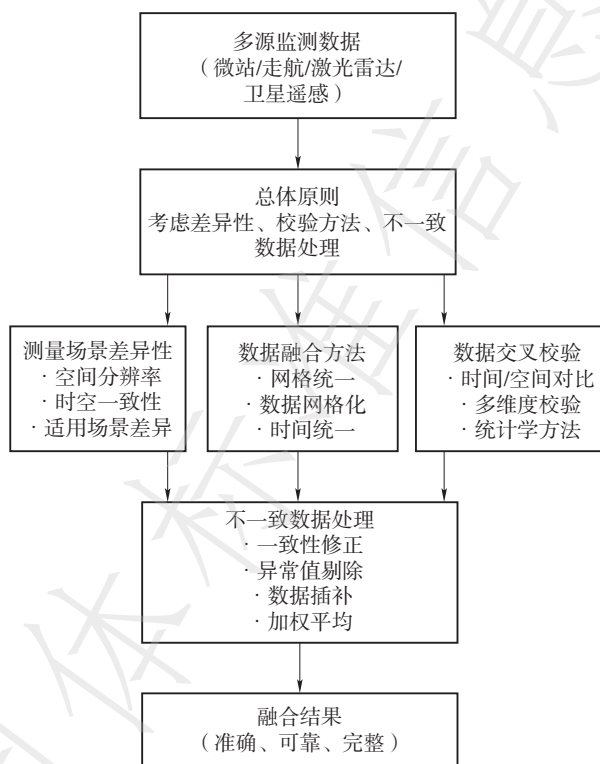 多源监测数据
（微站/走航/激光雷达/
卫星遥感）
总体原则
考虑差异性、校验方法、不一致
数据处理
测量场景差异性
· 空间分辨率
· 时空一致性
· 适用场景差异
数据融合方法
· 网格统一
· 数据网格化
· 时间统一
数据交叉校验
· 时间/空间对比
· 多维度校验
· 统计学方法
不一致数据处理
· 一致性修正
· 异常值剔除
· 数据插补
· 加权平均
融合结果
（准确、可靠、完整）
体标准信息